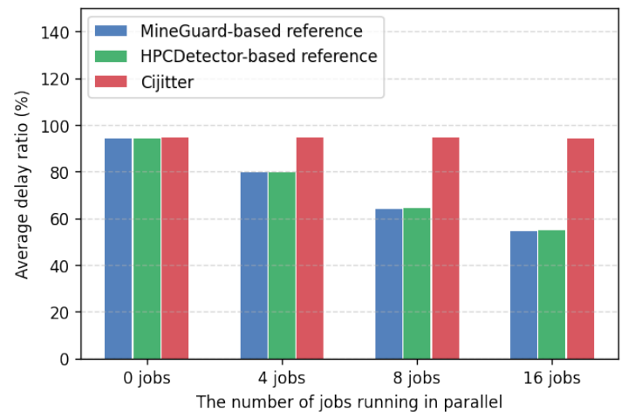 MineGuard-based reference
HPCDetector-based reference
Cijitter
Average delay ratio (%)
140
120
100
80
60
40
20
0
0 jobs 4 jobs 8 jobs 16 jobs
The number of jobs running in parallel